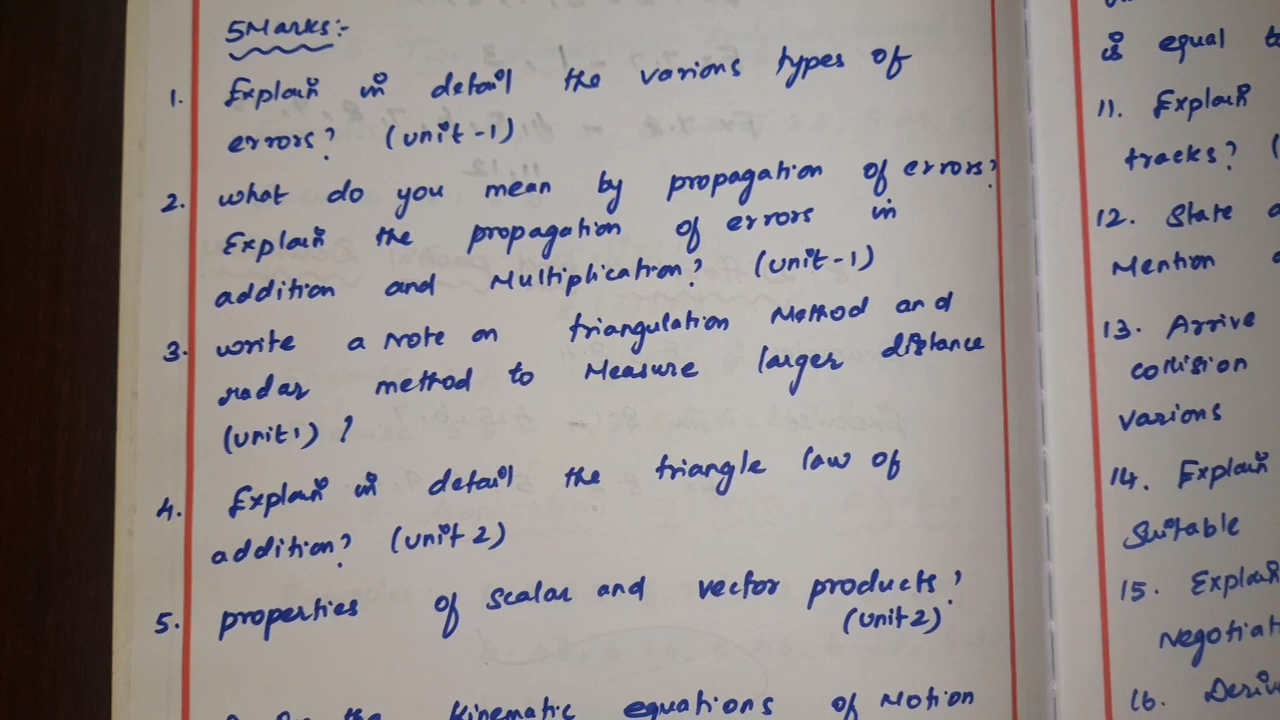 5Marks:-
1. Explain in detail the various types of
errors? (unit-1)
2. what do you mean by propagation of errors?
Explain the propagation of errors in
addition and Multiplication? (unit-1)
3. write a note on triangulation Method and
radar method to Measure larger distance
(unit1) ?
4. Explain in detail the triangle law of
addition? (unit 2)
5. properties of scalar and vector products?
(unit2)
the kinematic equations of Motion
is equal
11. Explain
tracks?
12. State
Mention
13. Arrive
collision
various
14. Explain
Suitable
15. Explain
16.